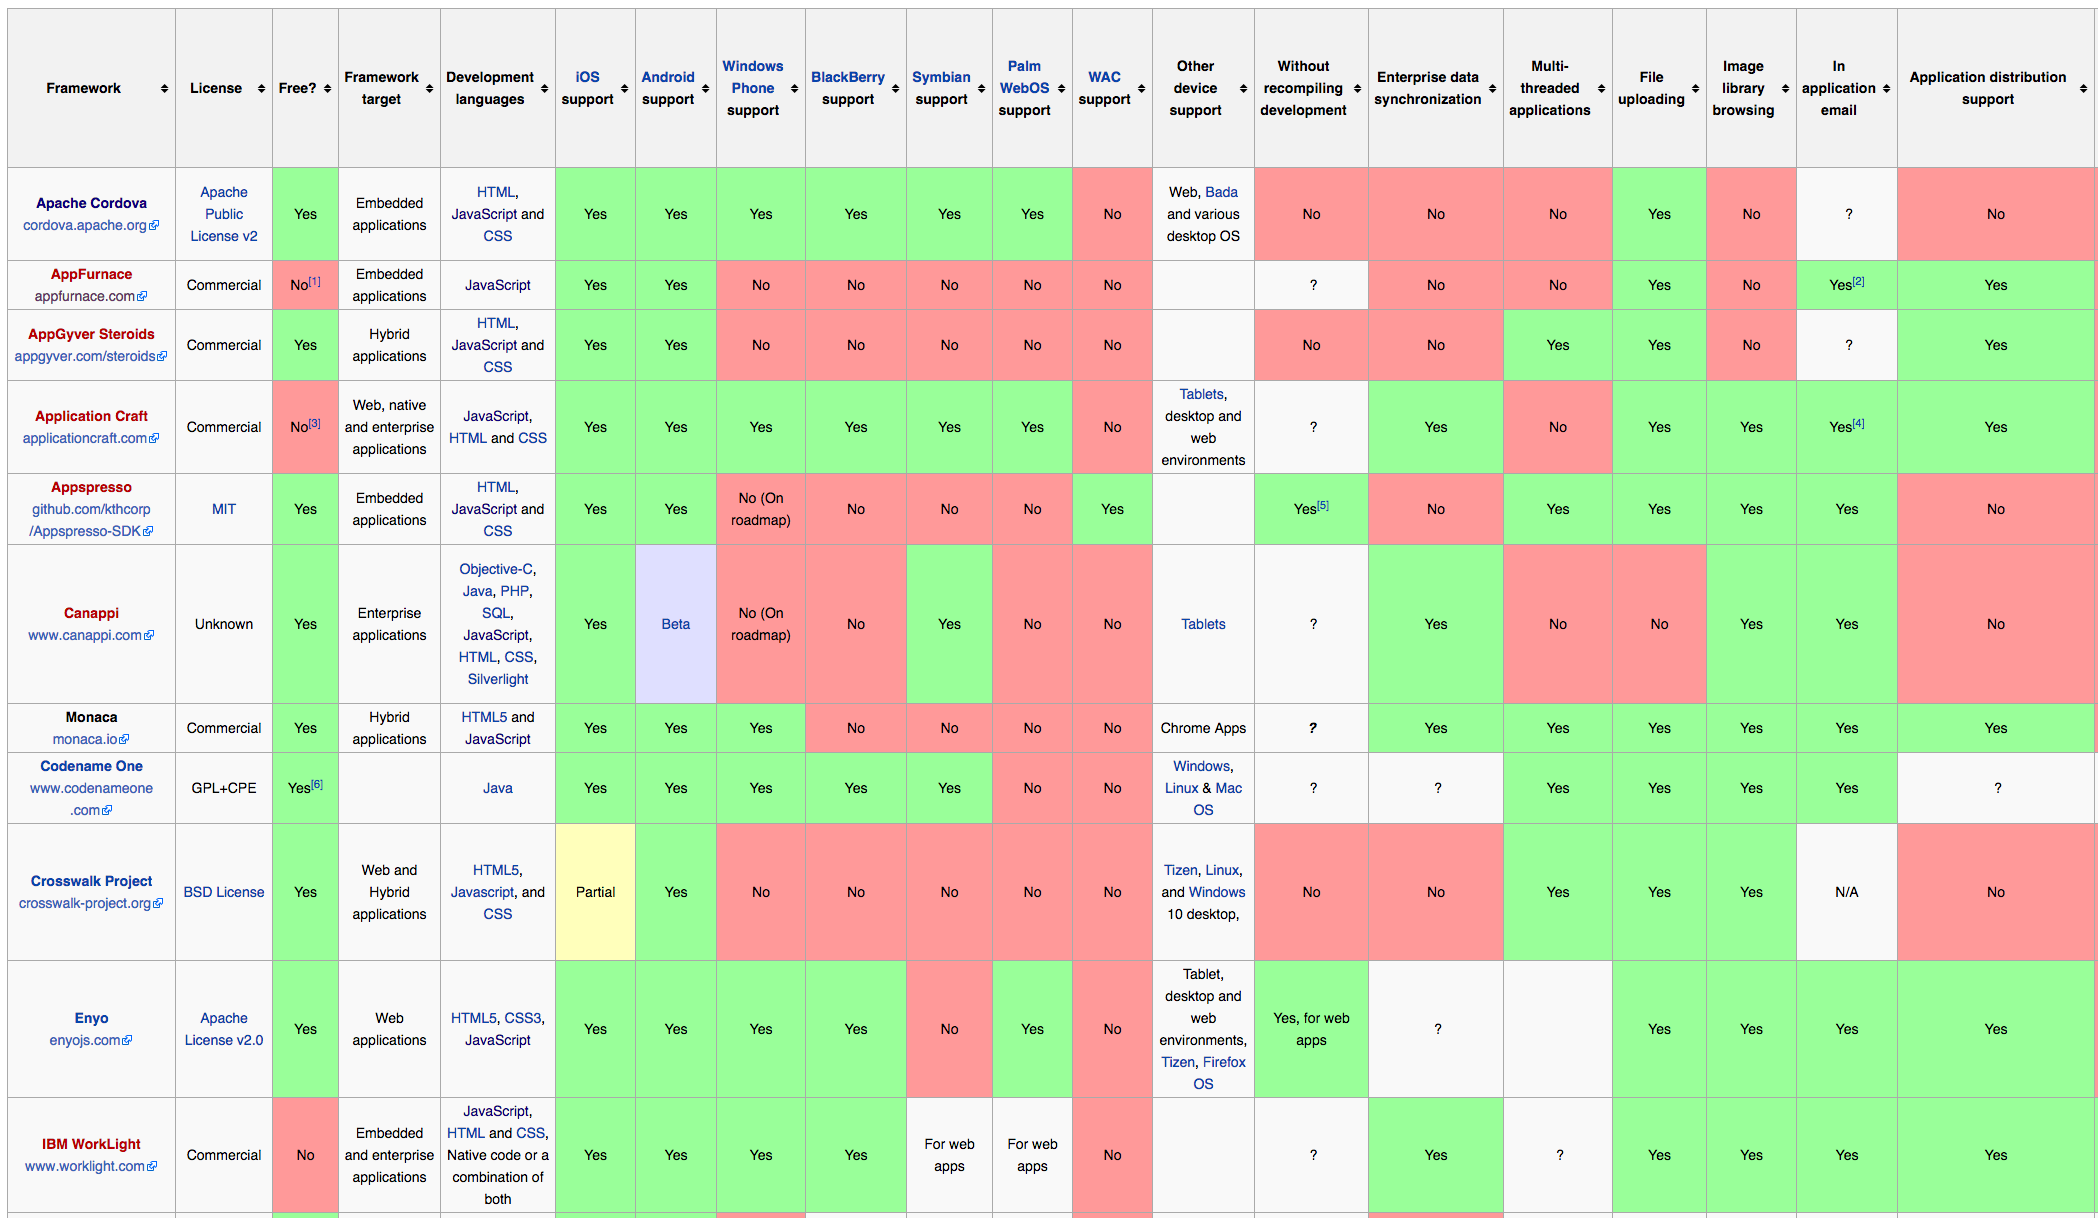 Framework
License
Free?
Framework
target
Development
languages
iOS
support
Android
support
Windows
Phone
support
BlackBerry
support
Symbian
support
Palm
WebOS
support
WAC
support
Other
device
support
Without
recompiling
development
Enterprise data
synchronization
Multi-
threaded
applications
File
uploading
Image
library
browsing
In
application
email
Application distribution
support
Apache Cordova
cordova.apache.org
Apache
Public
License v2
Yes
Embedded
applications
HTML,
JavaScript and
CSS
Yes
Yes
Yes
Yes
Yes
Yes
No
Web, Bada
and various
desktop OS
No
No
No
Yes
No
?
No
AppFurnace
appfurnace.com
Commercial
No[1]
Embedded
applications
JavaScript
Yes
Yes
No
No
No
No
No
?
No
No
Yes
No
Yes[2]
Yes
AppGyver Steroids
appgyver.com/steroids
Commercial
Yes
Hybrid
applications
HTML,
JavaScript and
CSS
Yes
Yes
No
No
No
No
No
No
No
Yes
Yes
No
?
Yes
Application Craft
applicationcraft.com
Commercial
No[3]
Web, native
and enterprise
applications
JavaScript,
HTML and CSS
Yes
Yes
Yes
Yes
Yes
Yes
No
Tablets,
desktop and
web
environments
?
Yes
No
Yes
Yes
Yes[4]
Yes
Appspresso
github.com/kthcorp
/Appspresso-SDK
MIT
Yes
Embedded
applications
HTML,
JavaScript and
CSS
Yes
Yes
No (On
roadmap)
No
No
No
Yes
Yes[5]
No
Yes
Yes
Yes
Yes
No
Canappi
www.canappi.com
Unknown
Yes
Enterprise
applications
Objective-C,
Java, PHP,
SQL,
JavaScript,
HTML, CSS,
Silverlight
Yes
Beta
No (On
roadmap)
No
Yes
No
No
Tablets
?
Yes
No
No
Yes
Yes
No
Monaca
monaca.io
Commercial
Yes
Hybrid
applications
HTML5 and
JavaScript
Yes
Yes
Yes
No
No
No
No
Chrome Apps
?
Yes
Yes
Yes
Yes
Yes
Yes
Codename One
www.codenameone
.com
GPL+CPE
Yes[6]
Java
Yes
Yes
Yes
Yes
Yes
No
No
Windows,
Linux & Mac
OS
?
?
Yes
Yes
Yes
Yes
?
Crosswalk Project
crosswalk-project.org
BSD License
Yes
Web and
Hybrid
applications
HTML5,
Javascript, and
CSS
Partial
Yes
No
No
No
No
No
Tizen, Linux,
and Windows
10 desktop,
No
No
Yes
Yes
Yes
N/A
No
Enyo
enyojs.com
Apache
License v2.0
Yes
Web
applications
HTML5, CSS3,
JavaScript
Yes
Yes
Yes
Yes
No
Yes
No
Tablet,
desktop and
web
environments,
Tizen, Firefox
OS
Yes, for web
apps
?
Yes
Yes
Yes
Yes
IBM WorkLight
www.worklight.com
Commercial
No
Embedded
and enterprise
applications
JavaScript,
HTML and CSS,
Native code or a
combination of
both
Yes
Yes
Yes
Yes
For web
apps
For web
apps
No
?
Yes
?
Yes
Yes
Yes
Yes